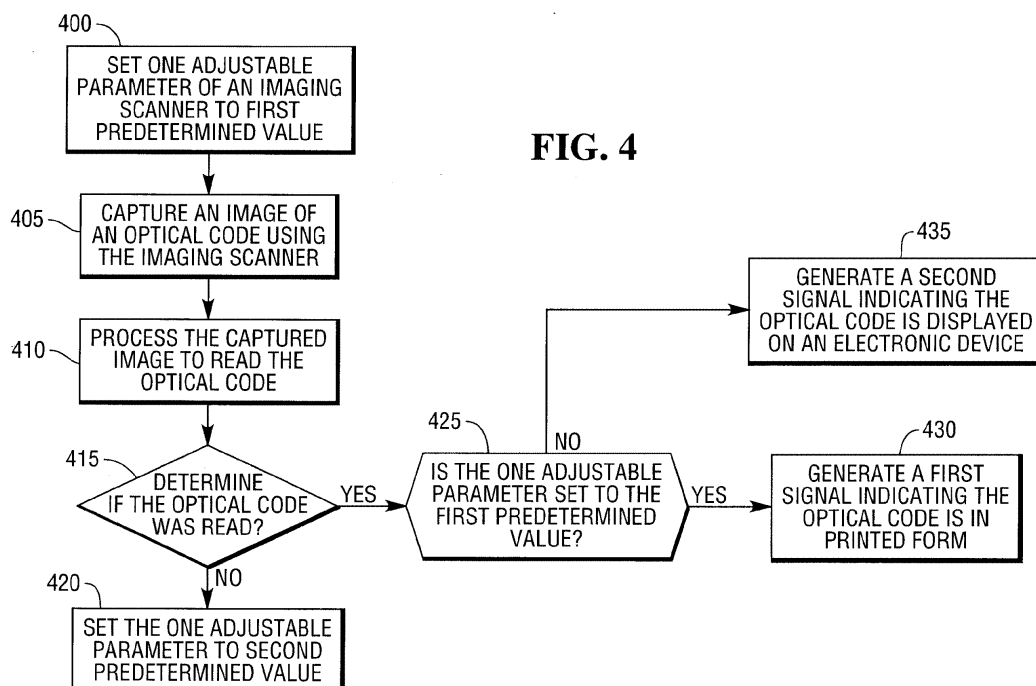 400
SET ONE ADJUSTABLE
PARAMETER OF AN IMAGING
SCANNER TO FIRST
PREDETERMINED VALUE
FIG. 4
405
CAPTURE AN IMAGE OF
AN OPTICAL CODE USING
THE IMAGING SCANNER
410
PROCESS THE CAPTURED
IMAGE TO READ THE
OPTICAL CODE
415
DETERMINE
IF THE OPTICAL CODE
WAS READ?
YES
NO
420
SET THE ONE ADJUSTABLE
PARAMETER TO SECOND
PREDETERMINED VALUE
425
IS THE ONE ADJUSTABLE
PARAMETER SET TO THE
FIRST PREDETERMINED
VALUE?
NO
YES
435
GENERATE A SECOND
SIGNAL INDICATING THE
OPTICAL CODE IS DISPLAYED
ON AN ELECTRONIC DEVICE
430
GENERATE A FIRST
SIGNAL INDICATING THE
OPTICAL CODE IS IN
PRINTED FORM